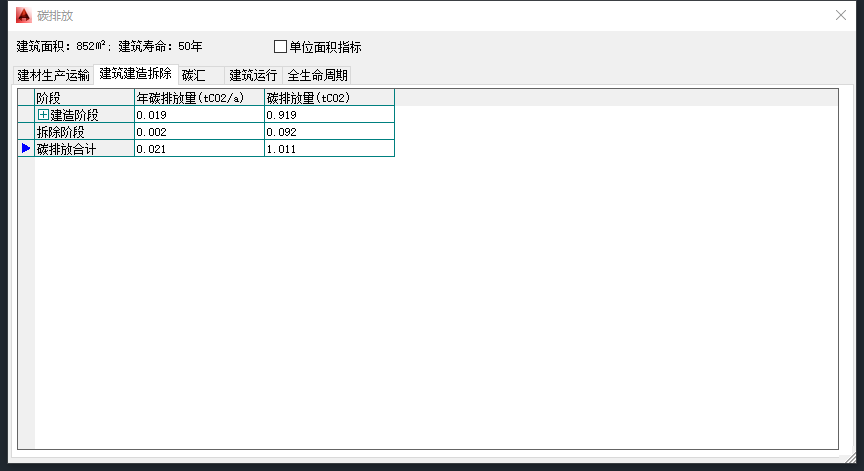 碳排放
建筑面积: 852m²; 建筑寿命: 50年 单位面积指标
建材生产运输 建筑建造拆除 碳汇 建筑运行 全生命周期
阶段 年碳排放量(tCO2/a) 碳排放量(tCO2)
建造阶段 0.019 0.919
拆除阶段 0.002 0.092
碳排放合计 0.021 1.011